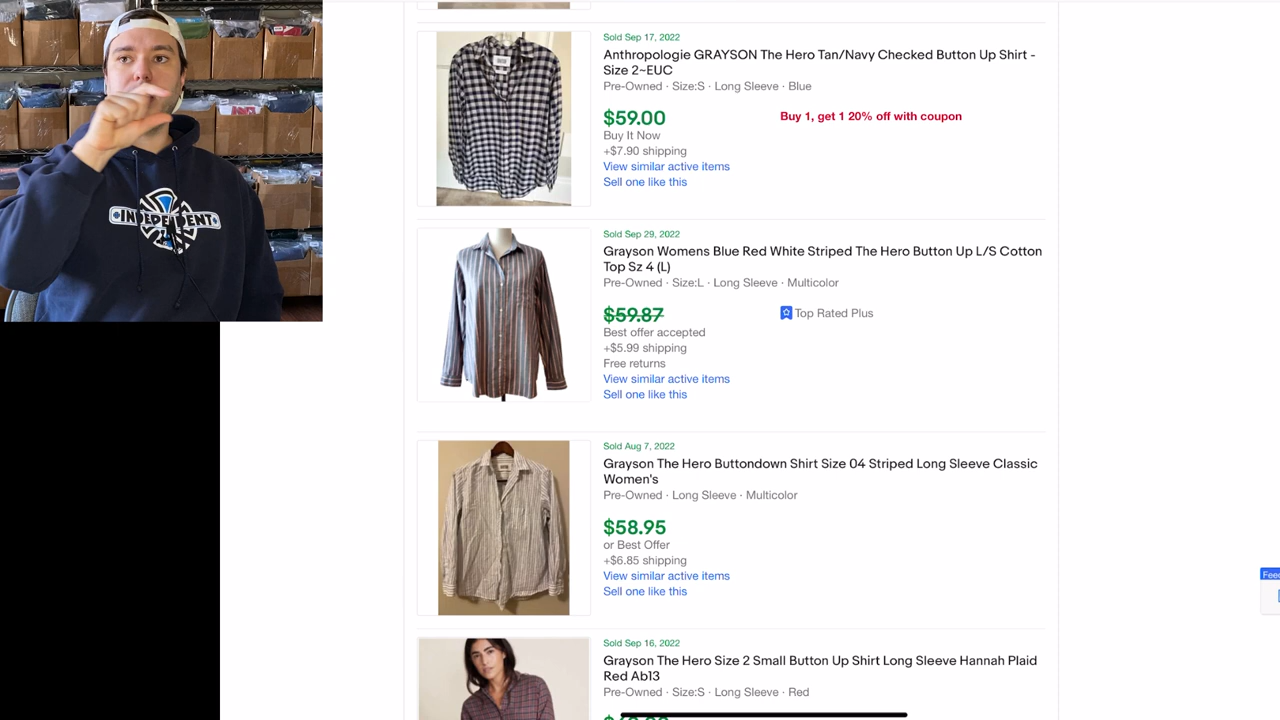 INDEPENDENT
Sold Sep 17, 2022
Anthropologie GRAYSON The Hero Tan/Navy Checked Button Up Shirt -
Size 2~EUC
Pre-Owned · Size:S · Long Sleeve · Blue
$59.00
Buy 1, get 1 20% off with coupon
Buy It Now
+$7.90 shipping
View similar active items
Sell one like this
Sold Sep 29, 2022
Grayson Womens Blue Red White Striped The Hero Button Up L/S Cotton
Top Sz 4 (L)
Pre-Owned · Size:L · Long Sleeve · Multicolor
$59.87
Top Rated Plus
Best offer accepted
+$5.99 shipping
Free returns
View similar active items
Sell one like this
Sold Aug 7, 2022
Grayson The Hero Buttondown Shirt Size 04 Striped Long Sleeve Classic
Women's
Pre-Owned · Long Sleeve · Multicolor
$58.95
or Best Offer
+$6.85 shipping
View similar active items
Sell one like this
Feed
Sold Sep 16, 2022
Grayson The Hero Size 2 Small Button Up Shirt Long Sleeve Hannah Plaid
Red Ab13
Pre-Owned · Size:S · Long Sleeve · Red